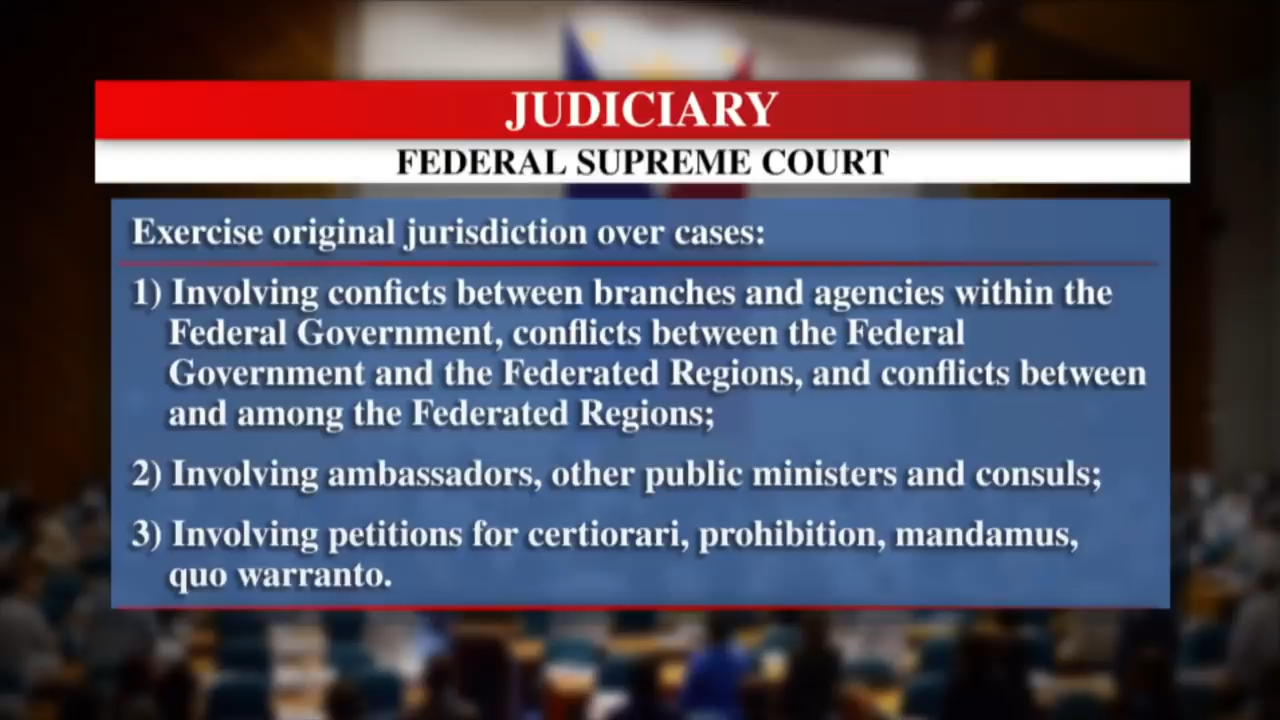 JUDICIARY
FEDERAL SUPREME COURT
Exercise original jurisdiction over cases:
1) Involving conficts between branches and agencies within the
Federal Government, conflicts between the Federal
Government and the Federated Regions, and conflicts between
and among the Federated Regions;
2) Involving ambassadors, other public ministers and consuls;
3) Involving petitions for certiorari, prohibition, mandamus,
quo warranto.